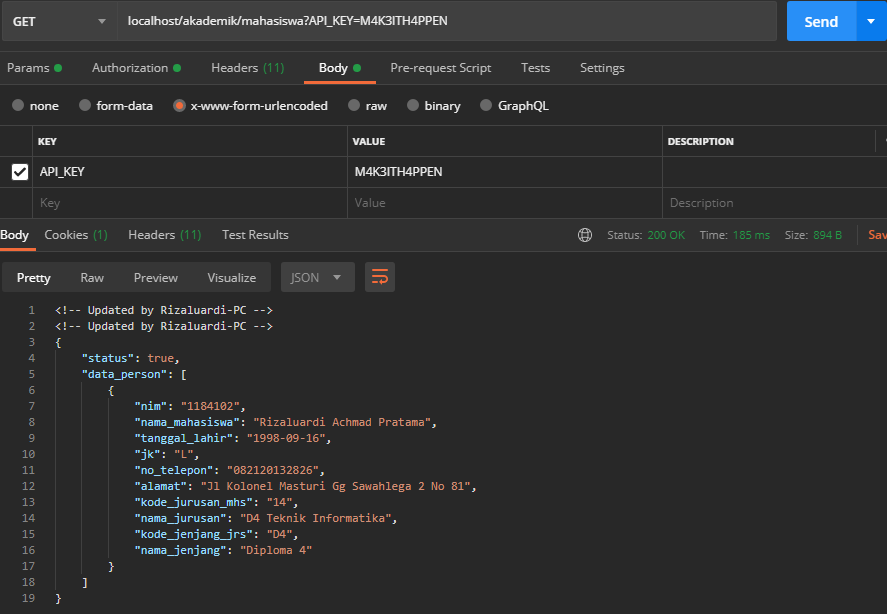 GET localhost/akademik/mahasiswa?API_KEY=M4K3ITH4PPEN Send
Params Authorization Headers (11) Body Pre-request Script Tests Settings
none form-data x-www-form-urlencoded raw binary GraphQL
KEY VALUE DESCRIPTION
API_KEY M4K3ITH4PPEN
Key Value Description
Body Cookies (1) Headers (11) Test Results Status: 200 OK Time: 185 ms Size: 894 B Sav
Pretty Raw Preview Visualize JSON
1 <!-- Updated by Rizaluardi-PC -->
2 <!-- Updated by Rizaluardi-PC -->
3 {
4 "status": true,
5 "data_person": [
6 {
7 "nim": "1184102",
8 "nama_mahasiswa": "Rizaluardi Achmad Pratama",
9 "tanggal_lahir": "1998-09-16",
10 "jk": "L",
11 "no_telepon": "082120132826",
12 "alamat": "Jl Kolonel Masturi Gg Sawahlega 2 No 81",
13 "kode_jurusan_mhs": "14",
14 "nama_jurusan": "D4 Teknik Informatika",
15 "kode_jenjang_jrs": "D4",
16 "nama_jenjang": "Diploma 4"
17 }
18 ]
19 }